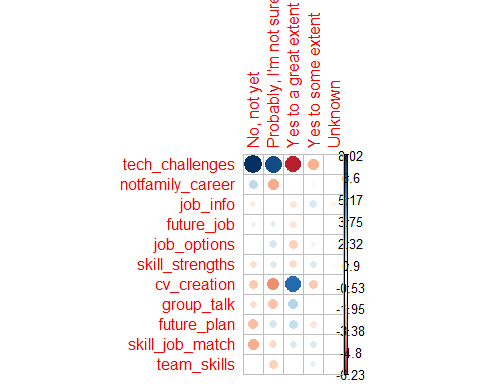 No, not yet
Probably, I'm not sure
Yes to a great extent
Yes to some extent
Unknown
tech_challenges
notfamily_career
job_info
future_job
job_options
skill_strengths
cv_creation
group_talk
future_plan
skill_job_match
team_skills
8.02
6.6
5.17
3.75
2.32
0.9
-0.53
-1.95
-3.38
-4.8
-6.23